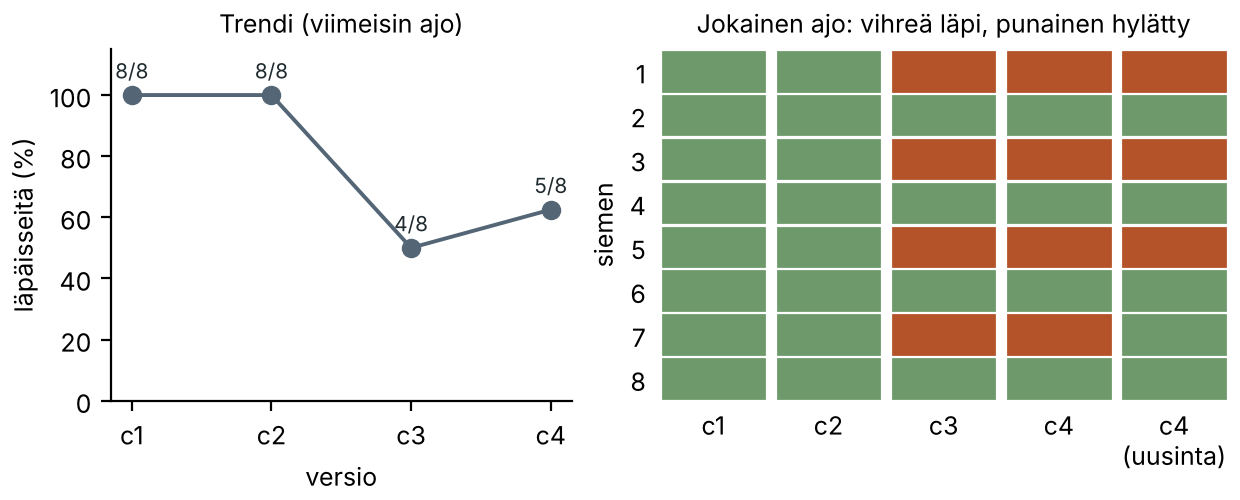 Trendi (viimeisin ajo)
läpäisseitä (%)
100
80
60
40
20
0
8/8
8/8
4/8
5/8
c1
c2
c3
c4
versio
Jokainen ajo: vihreä läpi, punainen hylätty
siemen
1
2
3
4
5
6
7
8
c1
c2
c3
c4
c4
(uusinta)